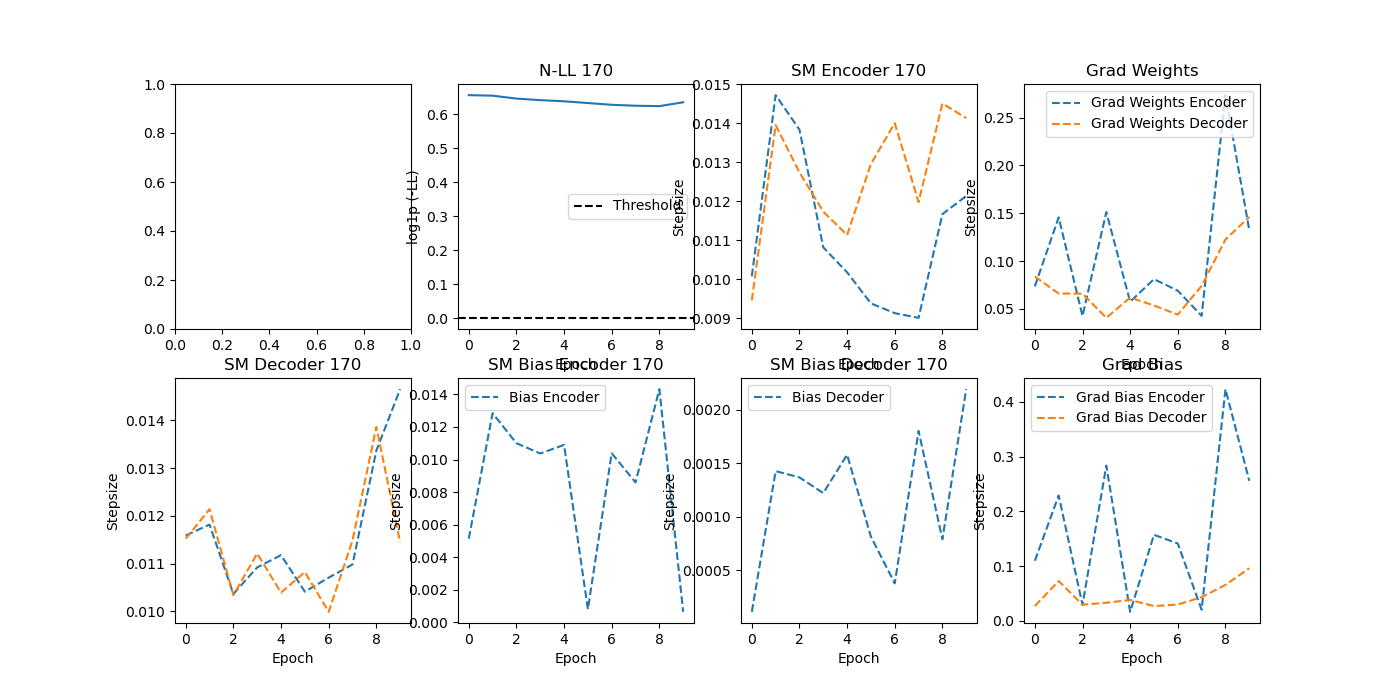 N-LL 170
SM Encoder 170
Grad Weights
1.0
0.8
0.6
0.4
0.2
0.0
0.0 0.2 0.4 0.6 0.8 1.0
log1p (-LL)
0.6
0.5
0.4
0.3
0.2
0.1
0.0
Threshold
0 2 4 6 8
Epoch
Stepsize
0.015
0.014
0.013
0.012
0.011
0.010
0.009
0 2 4 6 8
Epoch
Stepsize
0.25
0.20
0.15
0.10
0.05
Grad Weights Encoder
Grad Weights Decoder
0 2 4 6 8
Epoch
SM Decoder 170
SM Bias Encoder 170
SM Bias Decoder 170
Grad Bias
Stepsize
0.014
0.013
0.012
0.011
0.010
0 2 4 6 8
Epoch
Stepsize
0.014
0.012
0.010
0.008
0.006
0.004
0.002
0.000
Bias Encoder
0 2 4 6 8
Epoch
Stepsize
0.0020
0.0015
0.0010
0.0005
Bias Decoder
0 2 4 6 8
Epoch
Stepsize
0.4
0.3
0.2
0.1
0.0
Grad Bias Encoder
Grad Bias Decoder
0 2 4 6 8
Epoch